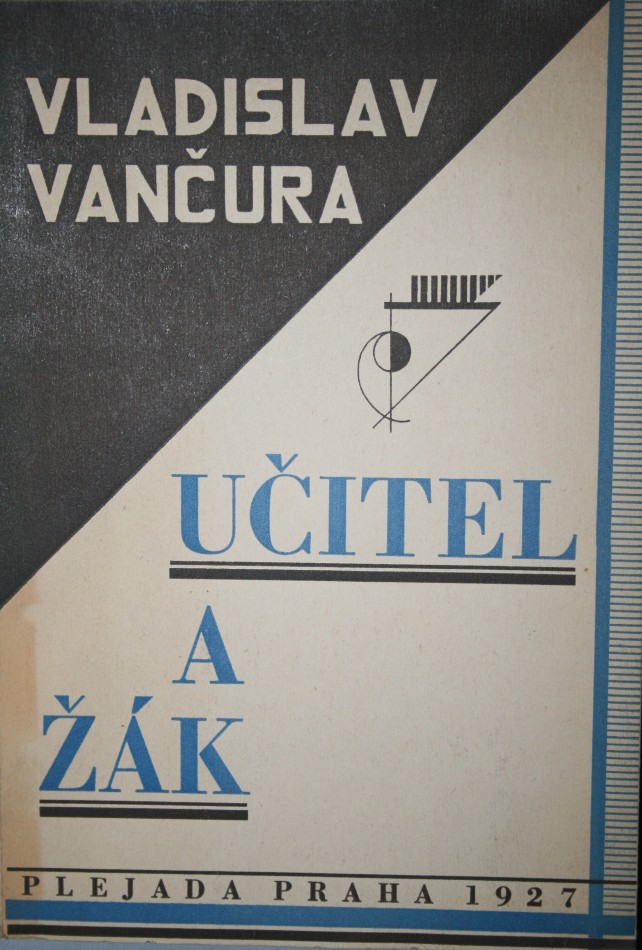 VLADISLAV
VANČURA
UČITEL
A
ŽÁK
PLEJADA PRAHA 1927